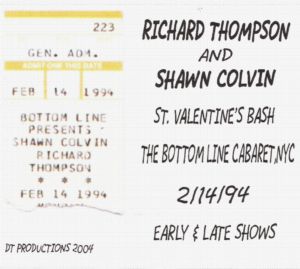 223
GEN. ADM.
ADMIT ONE THIS DATE
FEB 14 1994
BOTTOM LINE
PRESENTS
SHAWN COLVIN
RICHARD
THOMPSON
* * *
FEB 14 1994
DT PRODUCTIONS 2004
RICHARD THOMPSON
AND
SHAWN COLVIN
ST. VALENTINE'S BASH
THE BOTTOM LINE CABARET,NYC
2/14/94
EARLY & LATE SHOWS